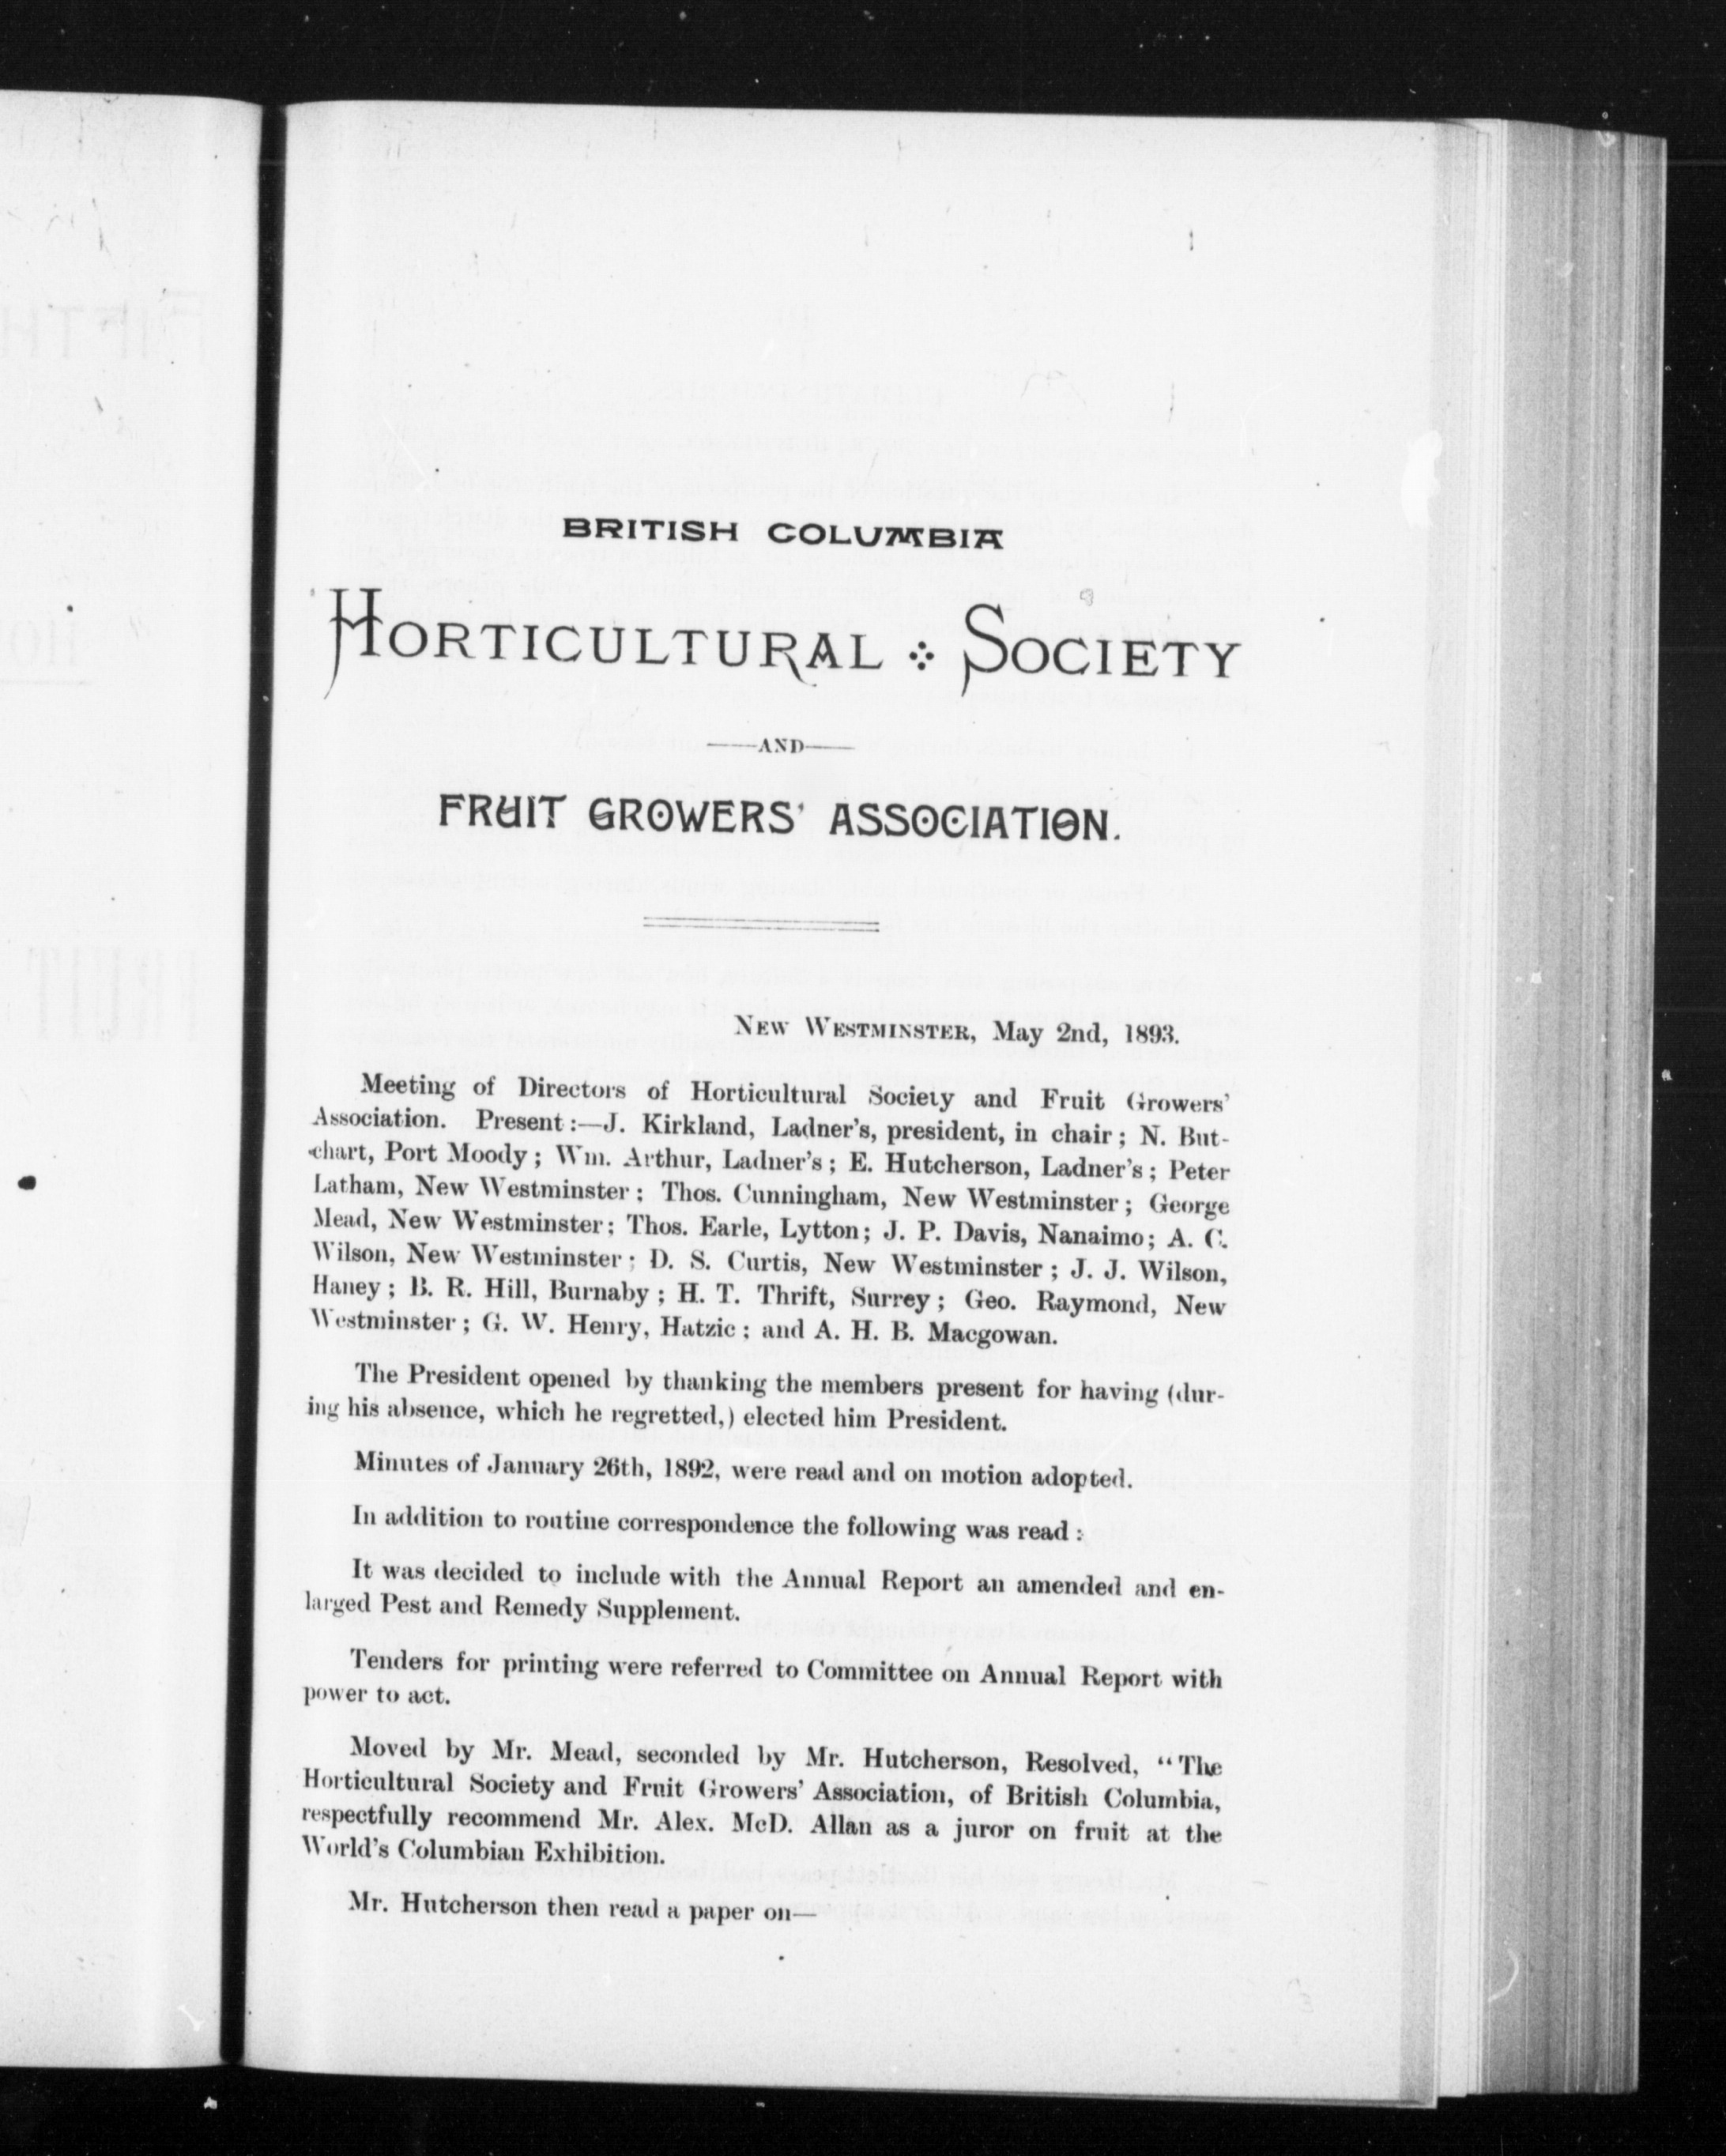 BRITISH COLUMBIA
HORTICULTURAL SOCIETY
——AND——
FRUIT GROWERS' ASSOCIATION.
NEW WESTMINSTER, May 2nd, 1893.
Meeting of Directors of Horticultural Society and Fruit Growers'
Association. Present:—J. Kirkland, Ladner's, president, in chair; N. But-
chart, Port Moody; Wm. Arthur, Ladner's; E. Hutcherson, Ladner's; Peter
Latham, New Westminster; Thos. Cunningham, New Westminster; George
Mead, New Westminster; Thos. Earle, Lytton; J. P. Davis, Nanaimo; A. C.
Wilson, New Westminster; D. S. Curtis, New Westminster; J. J. Wilson,
Haney; B. R. Hill, Burnaby; H. T. Thrift, Surrey; Geo. Raymond, New
Westminster; G. W. Henry, Hatzic; and A. H. B. Macgowan.
The President opened by thanking the members present for having (dur-
ing his absence, which he regretted,) elected him President.
Minutes of January 26th, 1892, were read and on motion adopted.
In addition to routine correspondence the following was read:
It was decided to include with the Annual Report an amended and en-
larged Pest and Remedy Supplement.
Tenders for printing were referred to Committee on Annual Report with
power to act.
Moved by Mr. Mead, seconded by Mr. Hutcherson, Resolved, "The
Horticultural Society and Fruit Growers' Association, of British Columbia,
respectfully recommend Mr. Alex. McD. Allan as a juror on fruit at the
World's Columbian Exhibition.
Mr. Hutcherson then read a paper on—